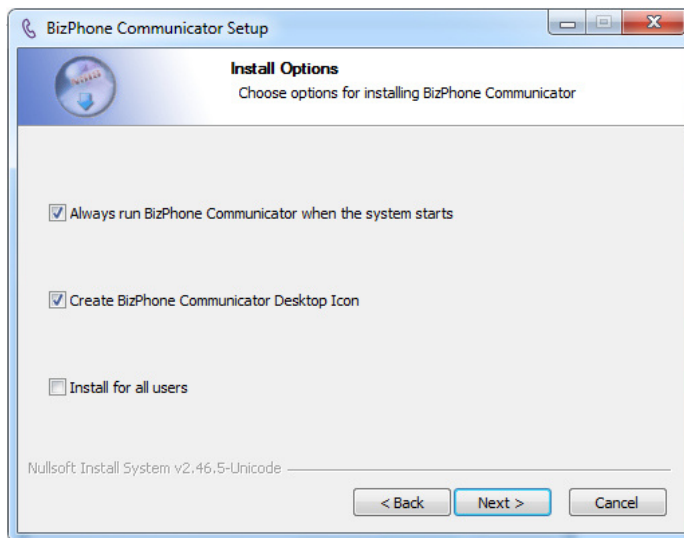 BizPhone Communicator Setup
Install Options
Choose options for installing BizPhone Communicator
Always run BizPhone Communicator when the system starts
Create BizPhone Communicator Desktop Icon
Install for all users
Nullsoft Install System v2.46.5-Unicode
< Back Next > Cancel